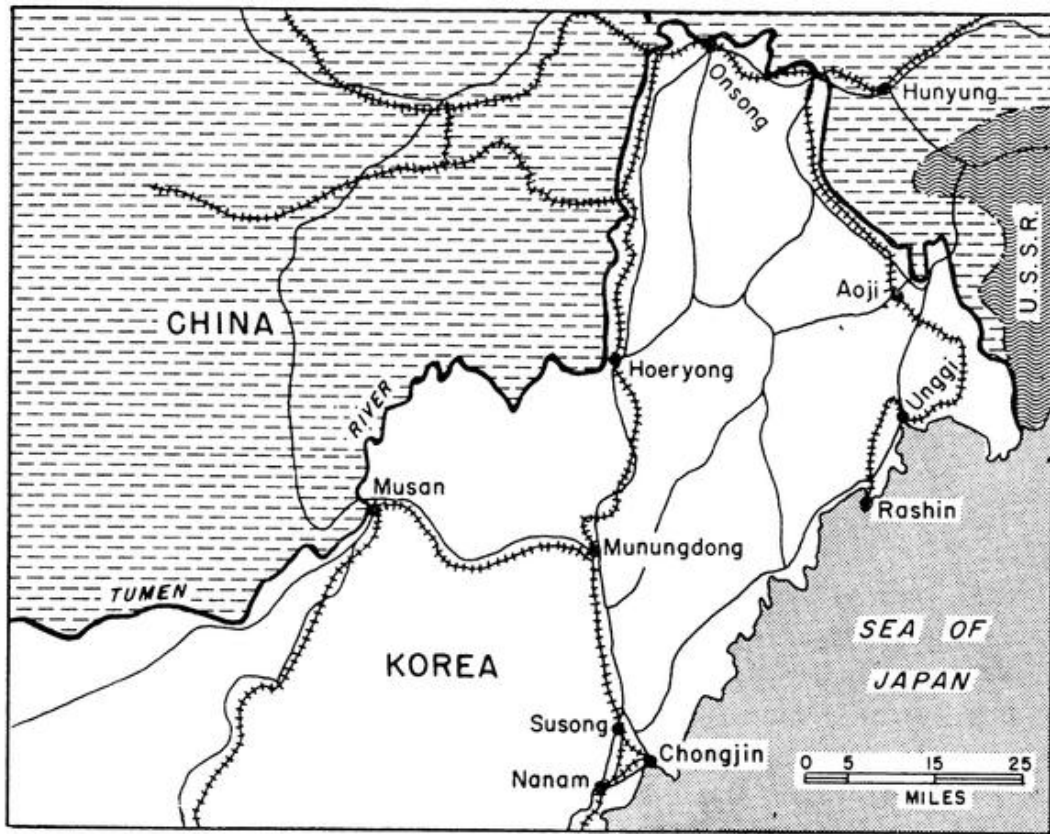 Onsong
Hunyung
U.S.S.R.
Aoji
CHINA
Hoeryong
Unggi
RIVER
Musan
Rashin
Munungdong
TUMEN
SEA OF
JAPAN
KOREA
Susong
Chongjin
Nanam
0 5 15 25
MILES